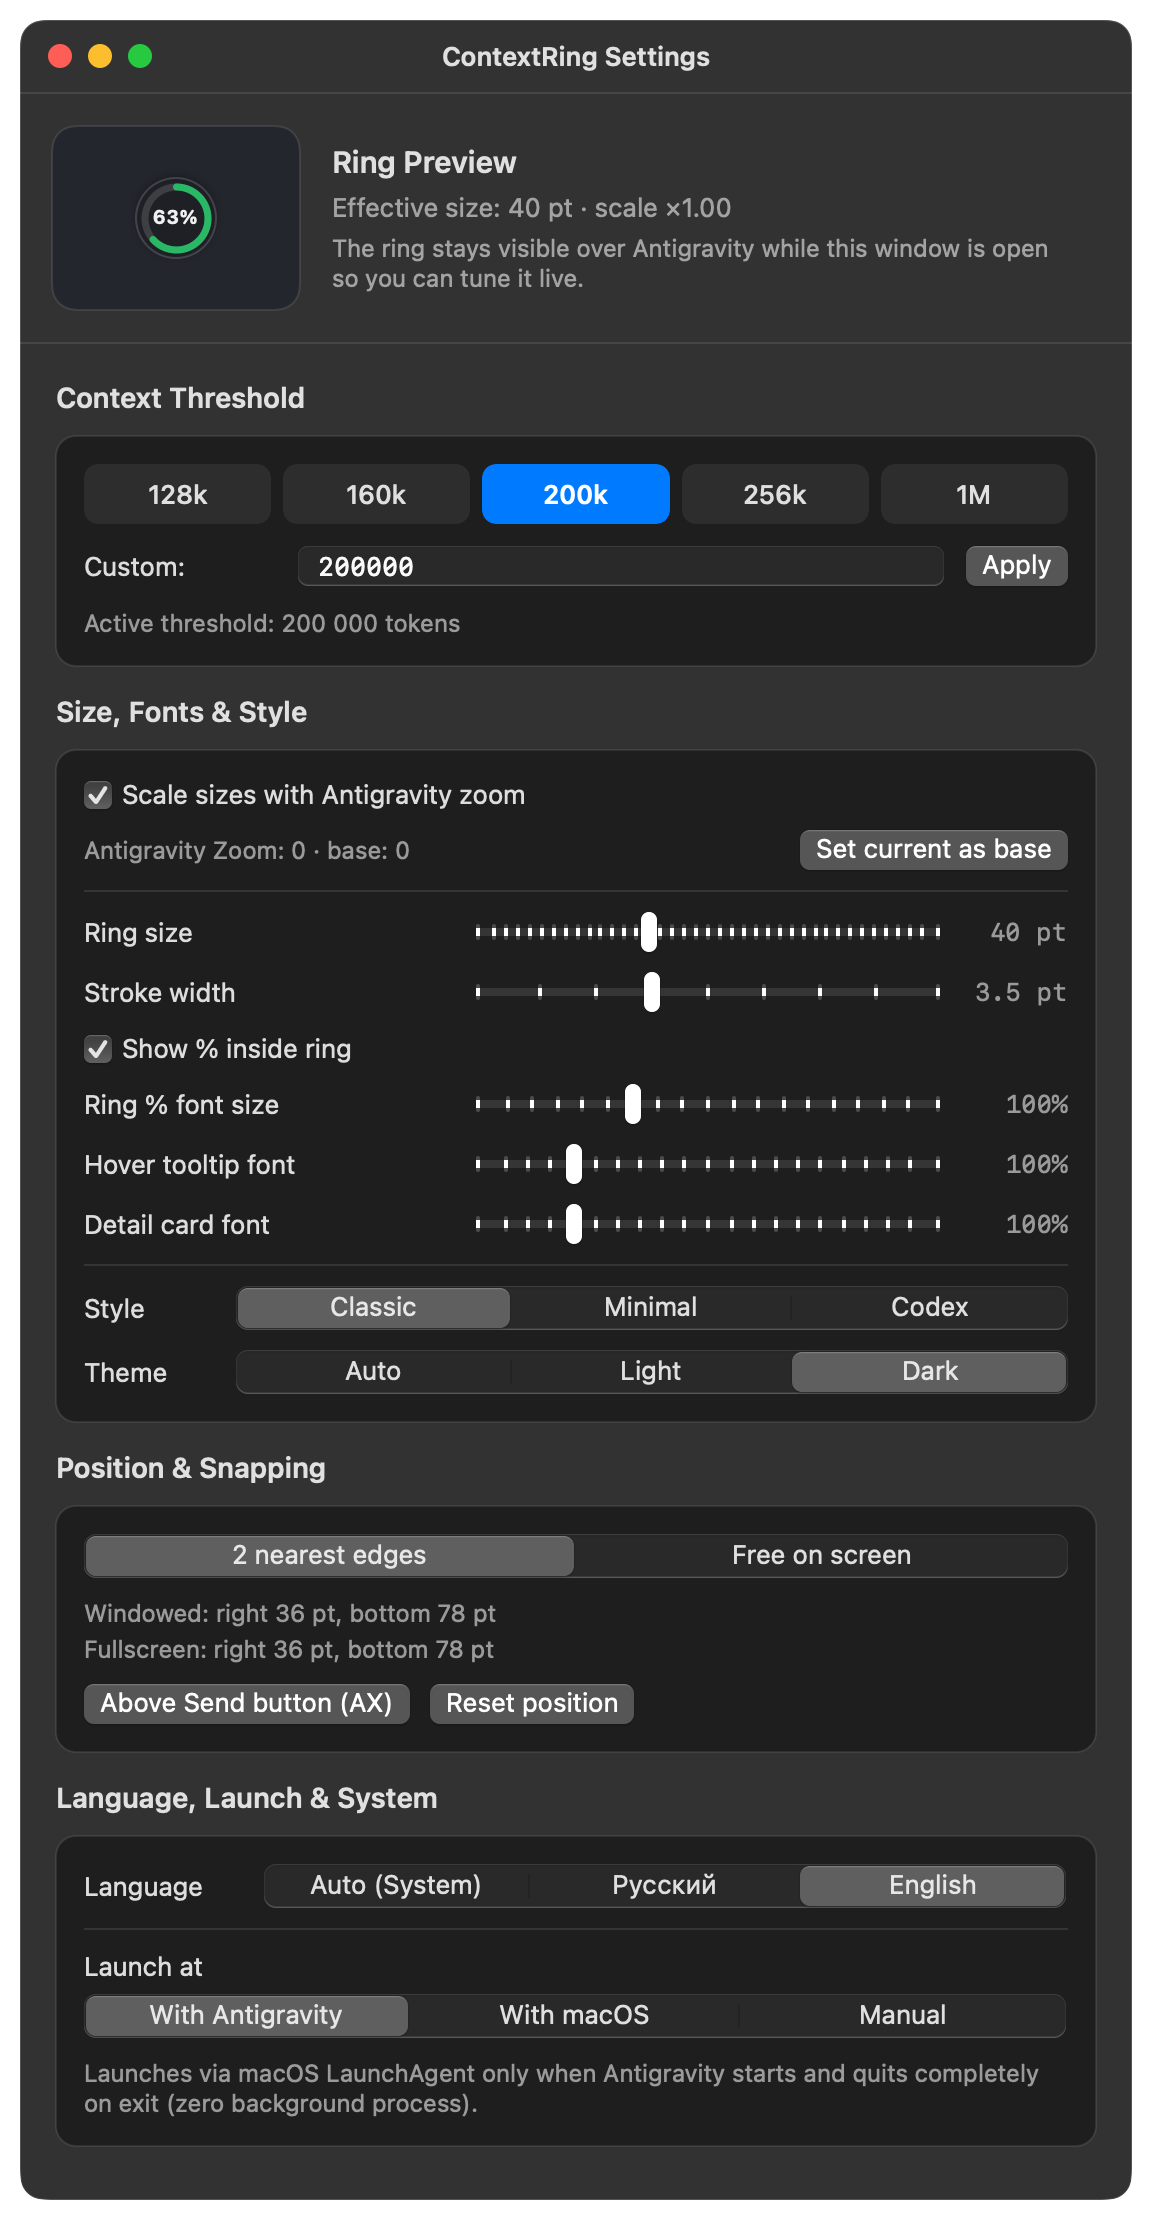 ContextRing Settings
63%
Ring Preview
Effective size: 40 pt · scale ×1.00
The ring stays visible over Antigravity while this window is open
so you can tune it live.
Context Threshold
128k 160k 200k 256k 1M
Custom: 200000 Apply
Active threshold: 200 000 tokens
Size, Fonts & Style
Scale sizes with Antigravity zoom
Antigravity Zoom: 0 · base: 0 Set current as base
Ring size 40 pt
Stroke width 3.5 pt
Show % inside ring
Ring % font size 100%
Hover tooltip font 100%
Detail card font 100%
Style Classic Minimal Codex
Theme Auto Light Dark
Position & Snapping
2 nearest edges Free on screen
Windowed: right 36 pt, bottom 78 pt
Fullscreen: right 36 pt, bottom 78 pt
Above Send button (AX) Reset position
Language, Launch & System
Language Auto (System) Русский English
Launch at
With Antigravity With macOS Manual
Launches via macOS LaunchAgent only when Antigravity starts and quits completely
on exit (zero background process).